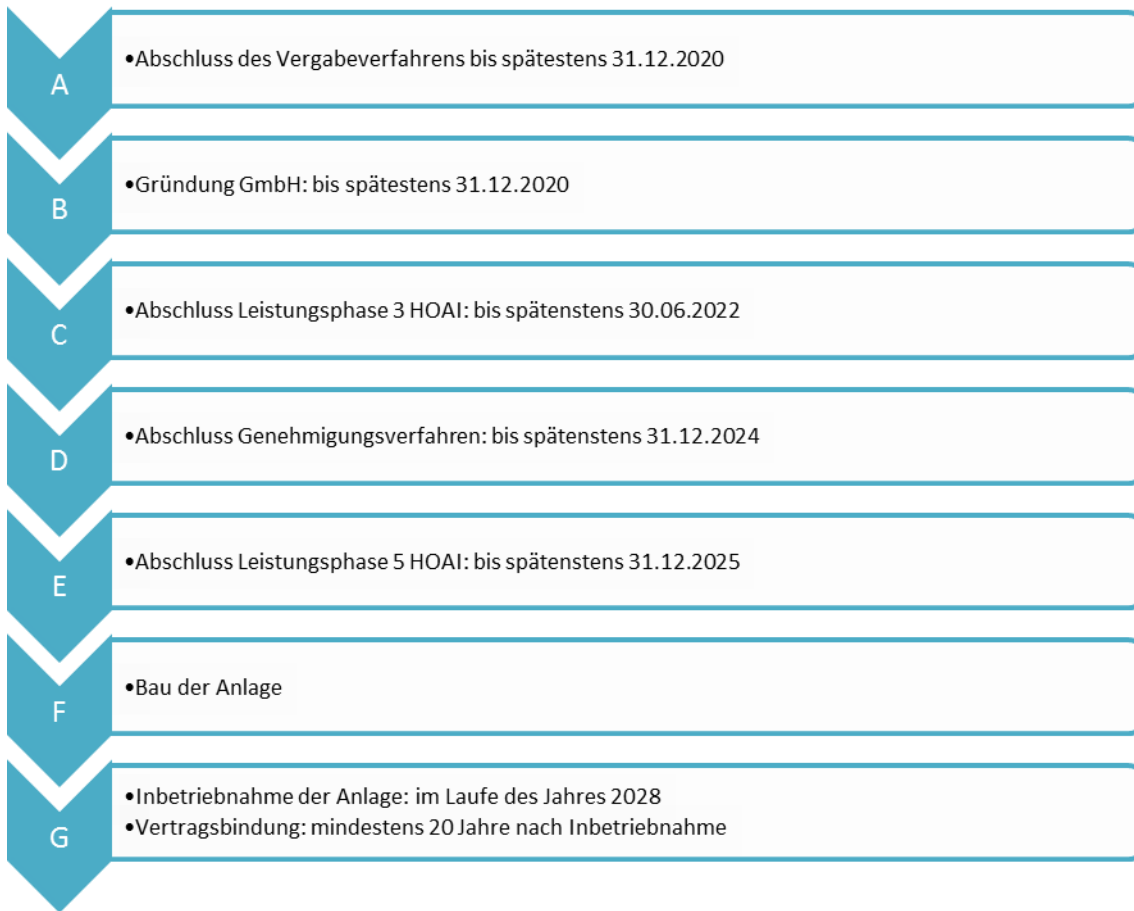 A
•Abschluss des Vergabeverfahrens bis spätestens 31.12.2020
B
•Gründung GmbH: bis spätestens 31.12.2020
C
•Abschluss Leistungsphase 3 HOAI: bis spätenstens 30.06.2022
D
•Abschluss Genehmigungsverfahren: bis spätenstens 31.12.2024
E
•Abschluss Leistungsphase 5 HOAI: bis spätenstens 31.12.2025
F
•Bau der Anlage
G
•Inbetriebnahme der Anlage: im Laufe des Jahres 2028
•Vertragsbindung: mindestens 20 Jahre nach Inbetriebnahme